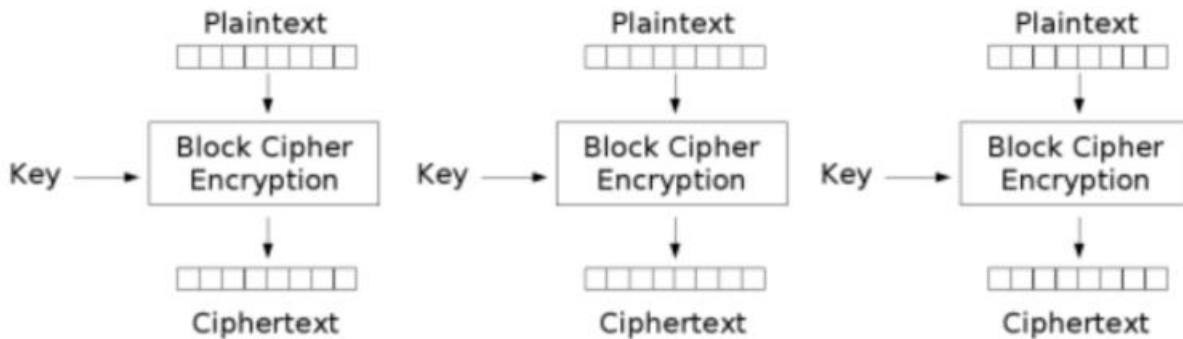 Plaintext Plaintext Plaintext
Block Cipher Block Cipher Block Cipher
Key Encryption Key Encryption Key Encryption
Ciphertext Ciphertext Ciphertext